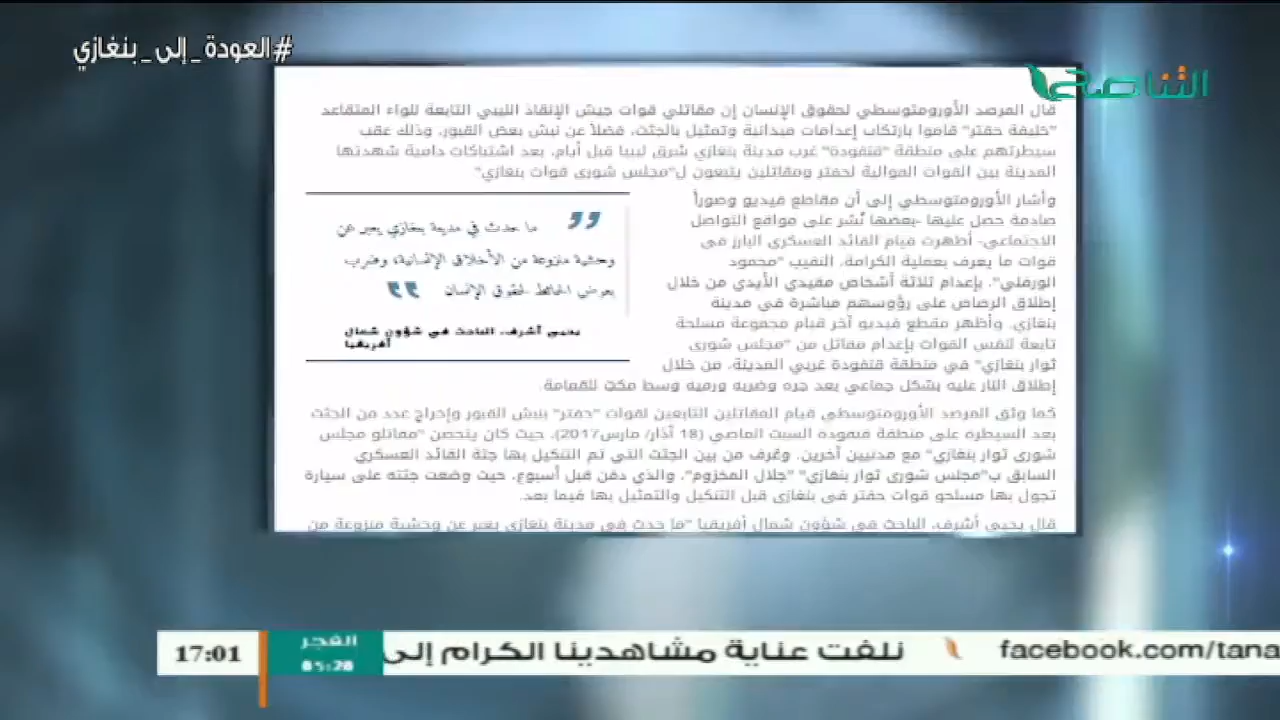 #العودة_إلى_بنغازي
التناصح
قال المرصد الأورومتوسطي لحقوق الإنسان إن مقاتلي قوات جيش الإنقاذ الليبي التابعة للواء المتقاعد
"خليفة حفتر" قاموا بارتكاب إعدامات ميدانية وتمثيل بالجثث، فضلاً عن نبش بعض القبور، وذلك عقب
سيطرتهم على منطقة "قنفودة" غرب مدينة بنغازي شرق ليبيا قبل أيام، بعد اشتباكات دامية شهدتها
المدينة بين القوات الموالية لحفتر ومقاتلين يتبعون ل"مجلس شورى قوات بنغازي"
وأشار الأورومتوسطي إلى أن مقاطع فيديو وصوراً
صادمة حصل عليها -بعضها نُشر على مواقع التواصل
الاجتماعي- أظهرت قيام القائد العسكري البارز في
قوات ما يعرف بعملية الكرامة، النقيب "محمود
الورفلي"، بإعدام ثلاثة أشخاص مقيدي الأيدي من خلال
إطلاق الرصاص على رؤوسهم مباشرة في مدينة
بنغازي. وأظهر مقطع فيديو آخر قيام مجموعة مسلحة
تابعة لنفس القوات بإعدام مقاتل من "مجلس شورى
ثوار بنغازي" في منطقة قنفودة غربي المدينة، من خلال
إطلاق النار عليه بشكل جماعي بعد جره وضربه ورميه وسط مكبّ للقمامة.
ما حدث في مدينة بنغازي يعبر عن
وحشية منزوعة من الأخلاق الإنسانية، وضرب
بعرض الحائط لحقوق الإنسان
يحيى أشرف، الباحث في شؤون شمال
أفريقيا
كما وثق المرصد الأورومتوسطي قيام المقاتلين التابعين لقوات "حفتر" بنبش القبور وإخراج عدد من الجثث
بعد السيطرة على منطقة قنفودة السبت الماضي (18 آذار/ مارس2017)، حيث كان يتحصن "مقاتلو مجلس
شورى ثوار بنغازي" مع مدنيين آخرين. وعُرف من بين الجثث التي تم التنكيل بها جثة القائد العسكري
السابق ب"مجلس شورى ثوار بنغازي" "جلال المخزوم"، والذي دفن قبل أسبوع، حيث وضعت جثته على سيارة
تجول بها مسلحو قوات حفتر في بنغازي قبل التنكيل والتمثيل بها فيما بعد.
قال يحيى أشرف، الباحث في شؤون شمال أفريقيا "ما حدث في مدينة بنغازي يعبر عن وحشية منزوعة من
17:01
الفجر
05:28
نلفت عناية مشاهدينا الكرام إلى
facebook.com/tana